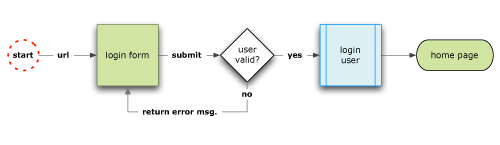 start
url
login form
submit
user
valid?
yes
login
user
home page
no
return error msg.